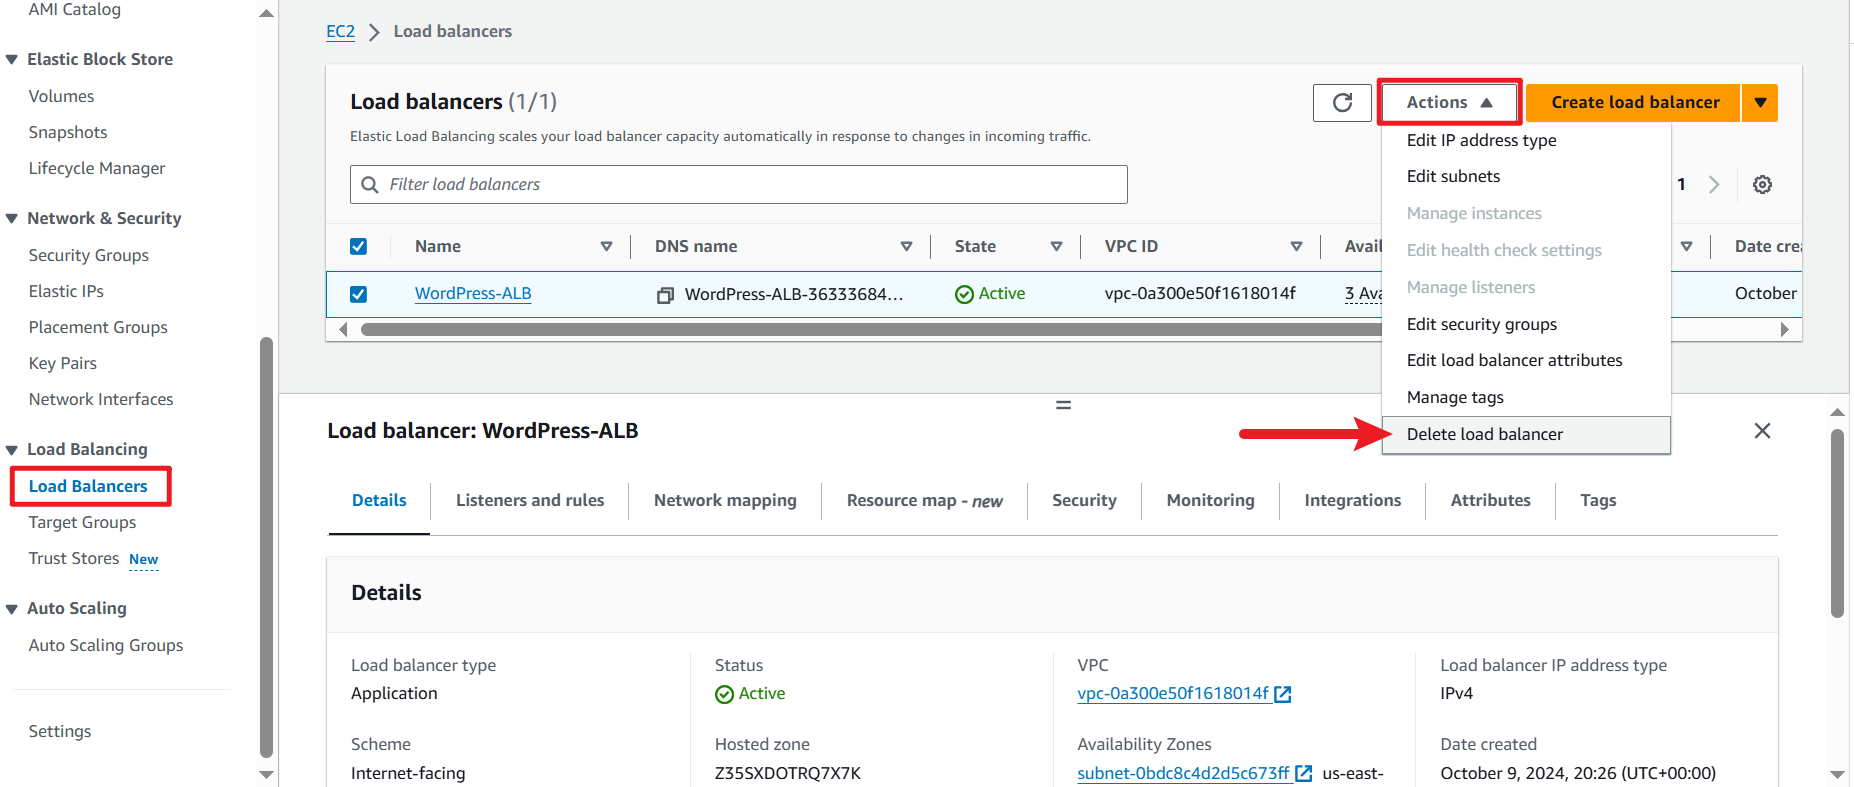 AMI Catalog
Elastic Block Store
Volumes
Snapshots
Lifecycle Manager
Network & Security
Security Groups
Elastic IPs
Placement Groups
Key Pairs
Network Interfaces
Load Balancing
Load Balancers
Target Groups
Trust Stores New
Auto Scaling
Auto Scaling Groups
Settings
EC2 Load balancers
Load balancers (1/1)
Elastic Load Balancing scales your load balancer capacity automatically in response to changes in incoming traffic.
Actions Create load balancer
Filter load balancers
1
Name DNS name State VPC ID Avail Date crea
WordPress-ALB WordPress-ALB-36333684... Active vpc-0a300e50f1618014f 3 Ava October
Edit IP address type
Edit subnets
Manage instances
Edit health check settings
Manage listeners
Edit security groups
Edit load balancer attributes
Manage tags
Delete load balancer
Load balancer: WordPress-ALB
Details Listeners and rules Network mapping Resource map - new Security Monitoring Integrations Attributes Tags
Details
Load balancer type Status VPC Load balancer IP address type
Application Active vpc-0a300e50f1618014f IPv4
Scheme Hosted zone Availability Zones Date created
Internet-facing Z35SXDOTRQ7X7K subnet-0bdc8c4d2d5c673ff us-east- October 9, 2024, 20:26 (UTC+00:00)